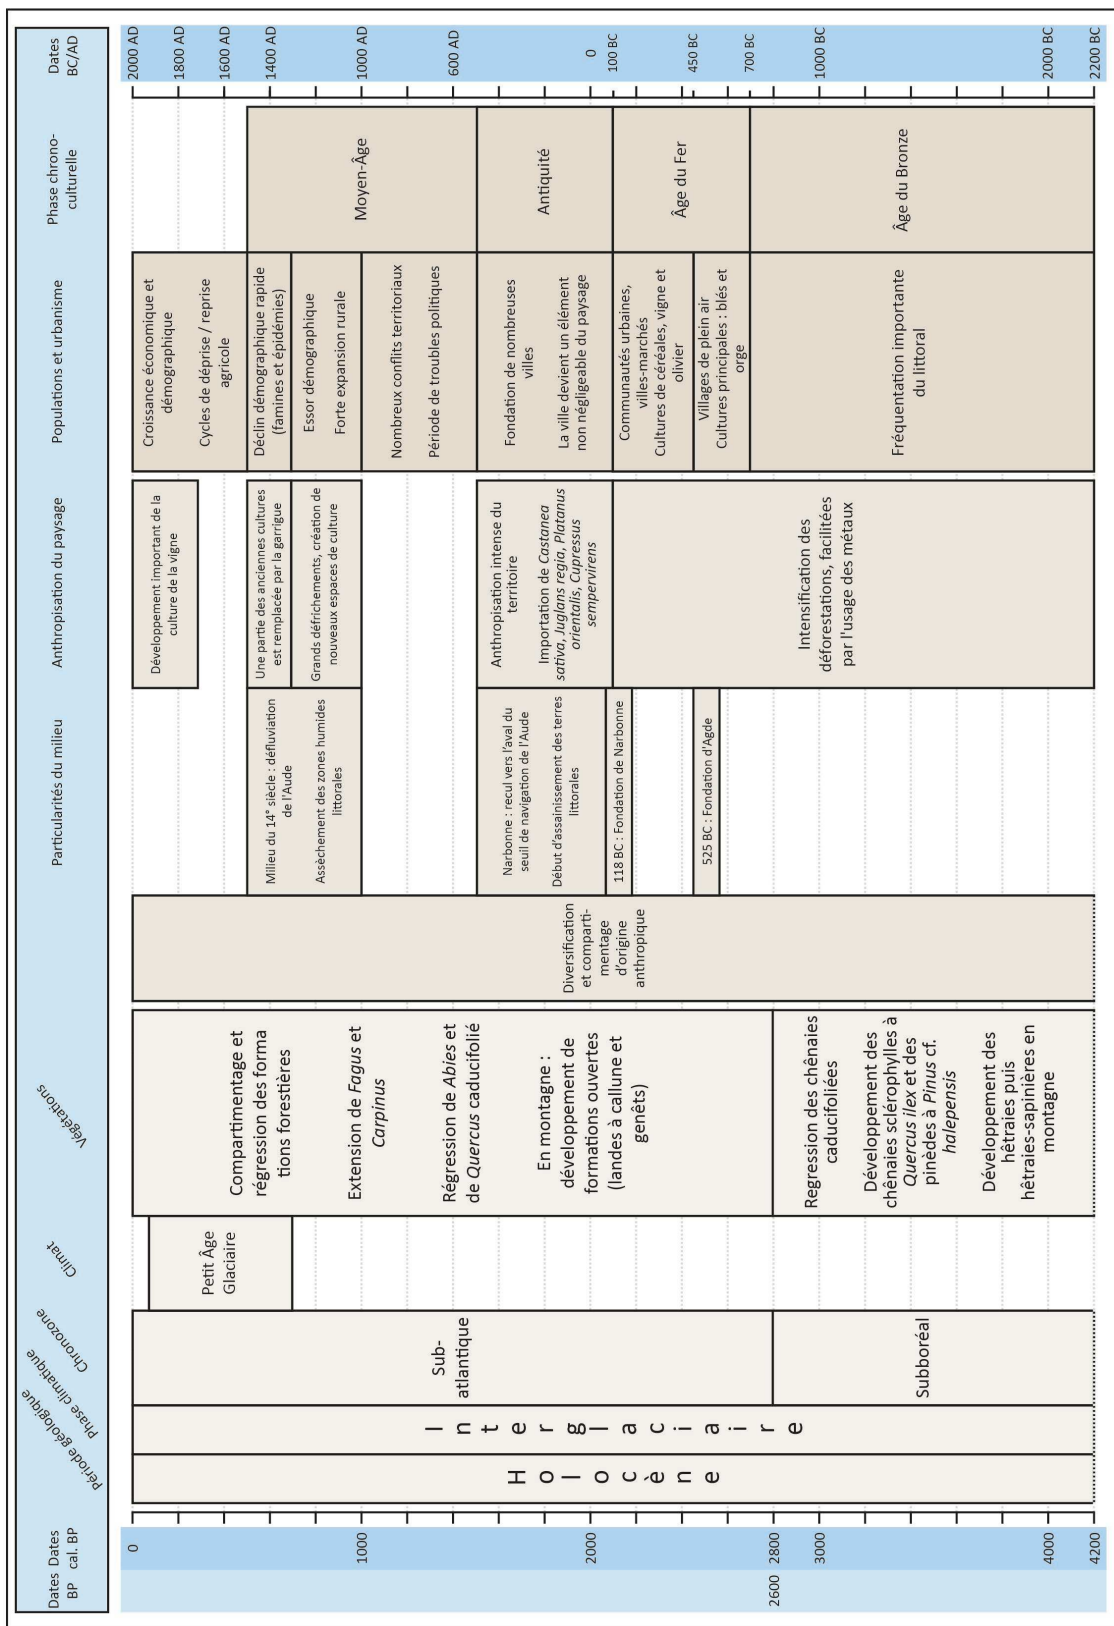 Dates Dates
BP cal. BP
Période géologique
Phase climatique
Chronozone
Climat
Végétations
Particularités du milieu
Anthropisation du paysage
Populations et urbanisme
Phase chrono-
culturelle
Dates
BC/AD
2600
0
1000
2000
2800
3000
4000
4200
Holocène
Interglaciaire
Sub-
atlantique
Subboréal
Petit Âge
Glaciaire
Compartimentage et
régression des forma
tions forestières
Extension de Fagus et
Carpinus
Régression de Abies et
de Quercus caducifolié
En montagne :
développement de
formations ouvertes
(landes à callune et
genêts)
Regression des chênaies
caducifoliées
Développement des
chênaies sclérophylles à
Quercus ilex et des
pinèdes à Pinus cf.
halepensis
Développement des
hêtraies puis
hêtraies-sapinières en
montagne
Diversification
et comparti-
mentage
d'origine
anthropique
Milieu du 14e siècle : défluviation
de l'Aude
Assèchement des zones humides
littorales
Narbonne : recul vers l'aval du
seuil de navigation de l'Aude
Début d'assainissement des terres
littorales
118 BC : Fondation de Narbonne
525 BC : Fondation d'Agde
Développement important de la
culture de la vigne
Une partie des anciennes cultures
est remplacée par la garrigue
Grands défrichements, création de
nouveaux espaces de culture
Anthropisation intense du
territoire
Importation de Castanea
sativa, Juglans regia, Platanus
orientalis, Cupressus
sempervirens
Intensification des
déforestations, facilitées
par l'usage des métaux
Croissance économique et
démographique
Cycles de déprise / reprise
agricole
Déclin démographique rapide
(famines et épidémies)
Essor démographique
Forte expansion rurale
Nombreux conflits territoriaux
Période de troubles politiques
Fondation de nombreuses
villes
La ville devient un élément
non négligeable du paysage
Communautés urbaines,
villes-marchés
Cultures de céréales, vigne et
olivier
Villages de plein air
Cultures principales : blés et
orge
Fréquentation importante
du littoral
Moyen-Âge
Antiquité
Âge du Fer
Âge du Bronze
2000 AD
1800 AD
1600 AD
1400 AD
1000 AD
600 AD
0
100 BC
450 BC
700 BC
1000 BC
2000 BC
2200 BC